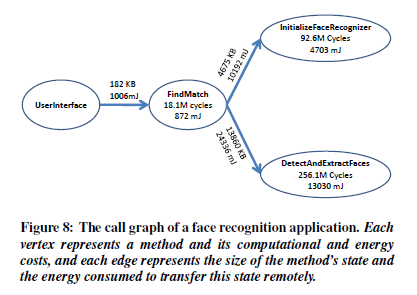 InitializeFaceRecognizer
92.6M Cycles
4703 mJ
4675 KB
10192 mJ
182 KB
1006mJ
UserInterface
FindMatch
18.1M cycles
872 mJ
13860 KB
24336 mJ
DetectAndExtractFaces
256.1M Cycles
13030 mJ
Figure 8: The call graph of a face recognition application. Each
vertex represents a method and its computational and energy
costs, and each edge represents the size of the method's state and
the energy consumed to transfer this state remotely.